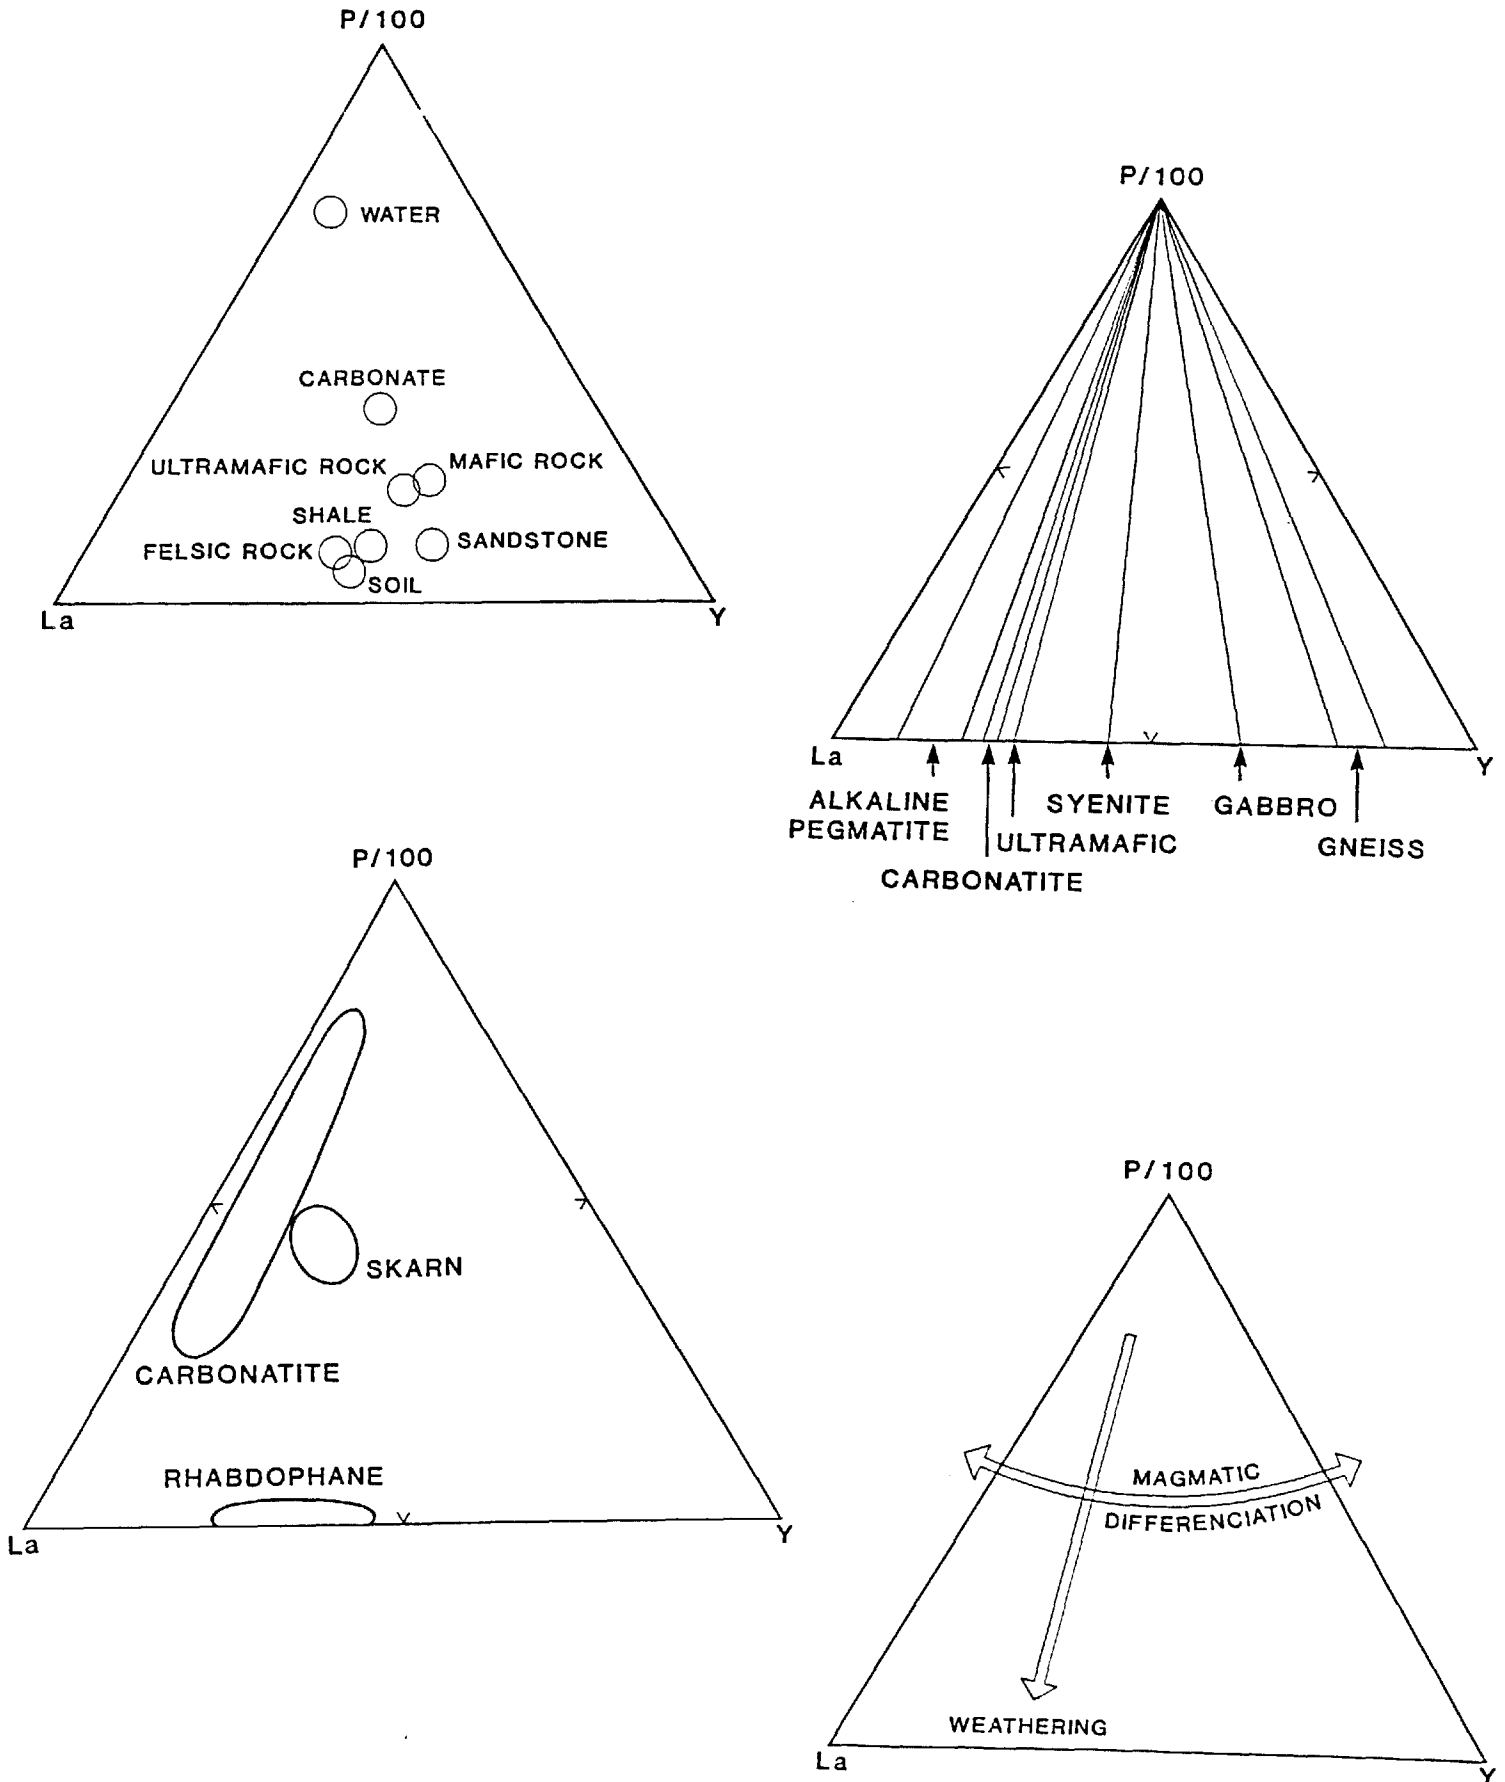 P/100
WATER
CARBONATE
ULTRAMAFIC ROCK
MAFIC ROCK
SHALE
FELSIC ROCK
SANDSTONE
SOIL
La
Y
P/100
La
Y
ALKALINE
PEGMATITE
SYENITE
GABBRO
ULTRAMAFIC
GNEISS
CARBONATITE
P/100
SKARN
CARBONATITE
RHABDOPHANE
La
Y
P/100
MAGMATIC
DIFFERENCIATION
WEATHERING
La
Y